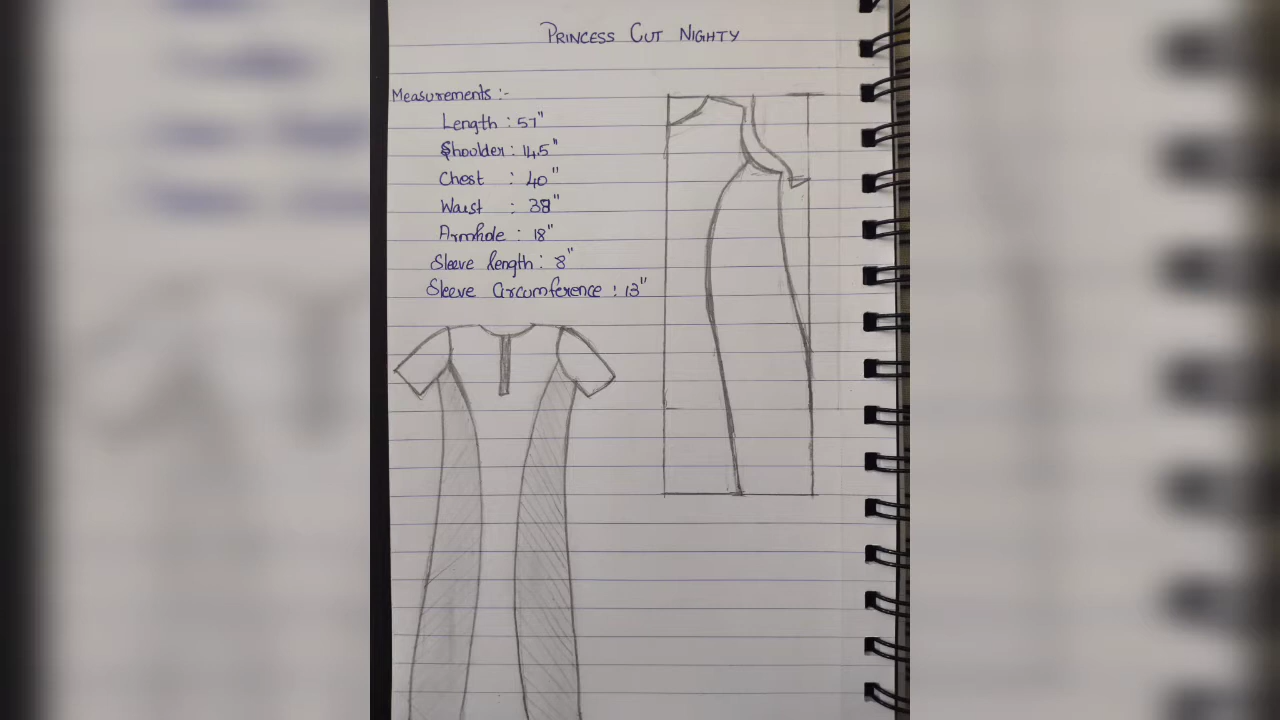 PRINCESS CUT NIGHTY
Measurements :-
Length : 57"
Shoulder : 14.5"
Chest : 40"
Waist : 38"
Armhole : 18"
Sleeve length : 8"
Sleeve Circumference : 13"